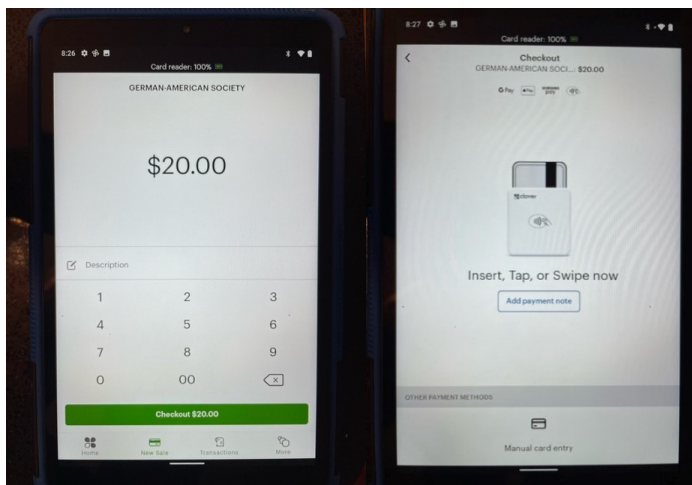 8:26
Card reader: 100%
GERMAN-AMERICAN SOCIETY
$20.00
Description
1 2 3
4 5 6
7 8 9
0 00
Checkout $20.00
Home New Sale Transactions More
8:27
Card reader: 100%
Checkout
GERMAN-AMERICAN SOCI... $20.00
G Pay Pay SAMSUNG pay
clover
Insert, Tap, or Swipe now
Add payment note
OTHER PAYMENT METHODS
Manual card entry